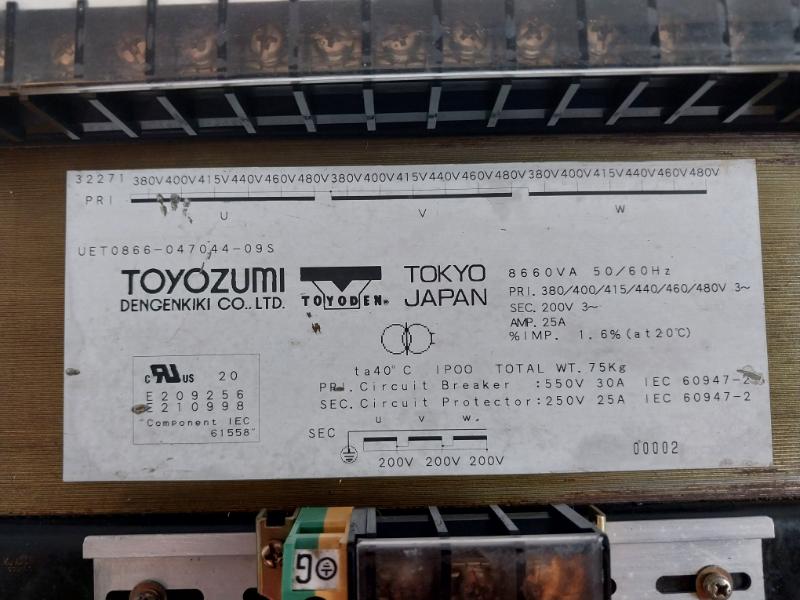 32271 380V400V415V440V460V480V380V400V415V440V460V480V380V400V415V440V460V480V
PRI
U V W
UET0866-047044-09S
TOYOZUMI
DENGENKIKI CO.,LTD.
TOYODEN®
TOKYO
JAPAN
8660VA 50/60Hz
PRI. 380/400/415/440/460/480V 3~
SEC. 200V 3~
AMP. 25A
%IMP. 1.6%(at20°C)
ta40°C IP00 TOTAL WT. 75Kg
PRI. Circuit Breaker :550V 30A IEC 60947-2
SEC. Circuit Protector:250V 25A IEC 60947-2
c RU US 20
E209256
E210998
"Component IEC
61558"
u v w
SEC
200V 200V 200V
00002
G